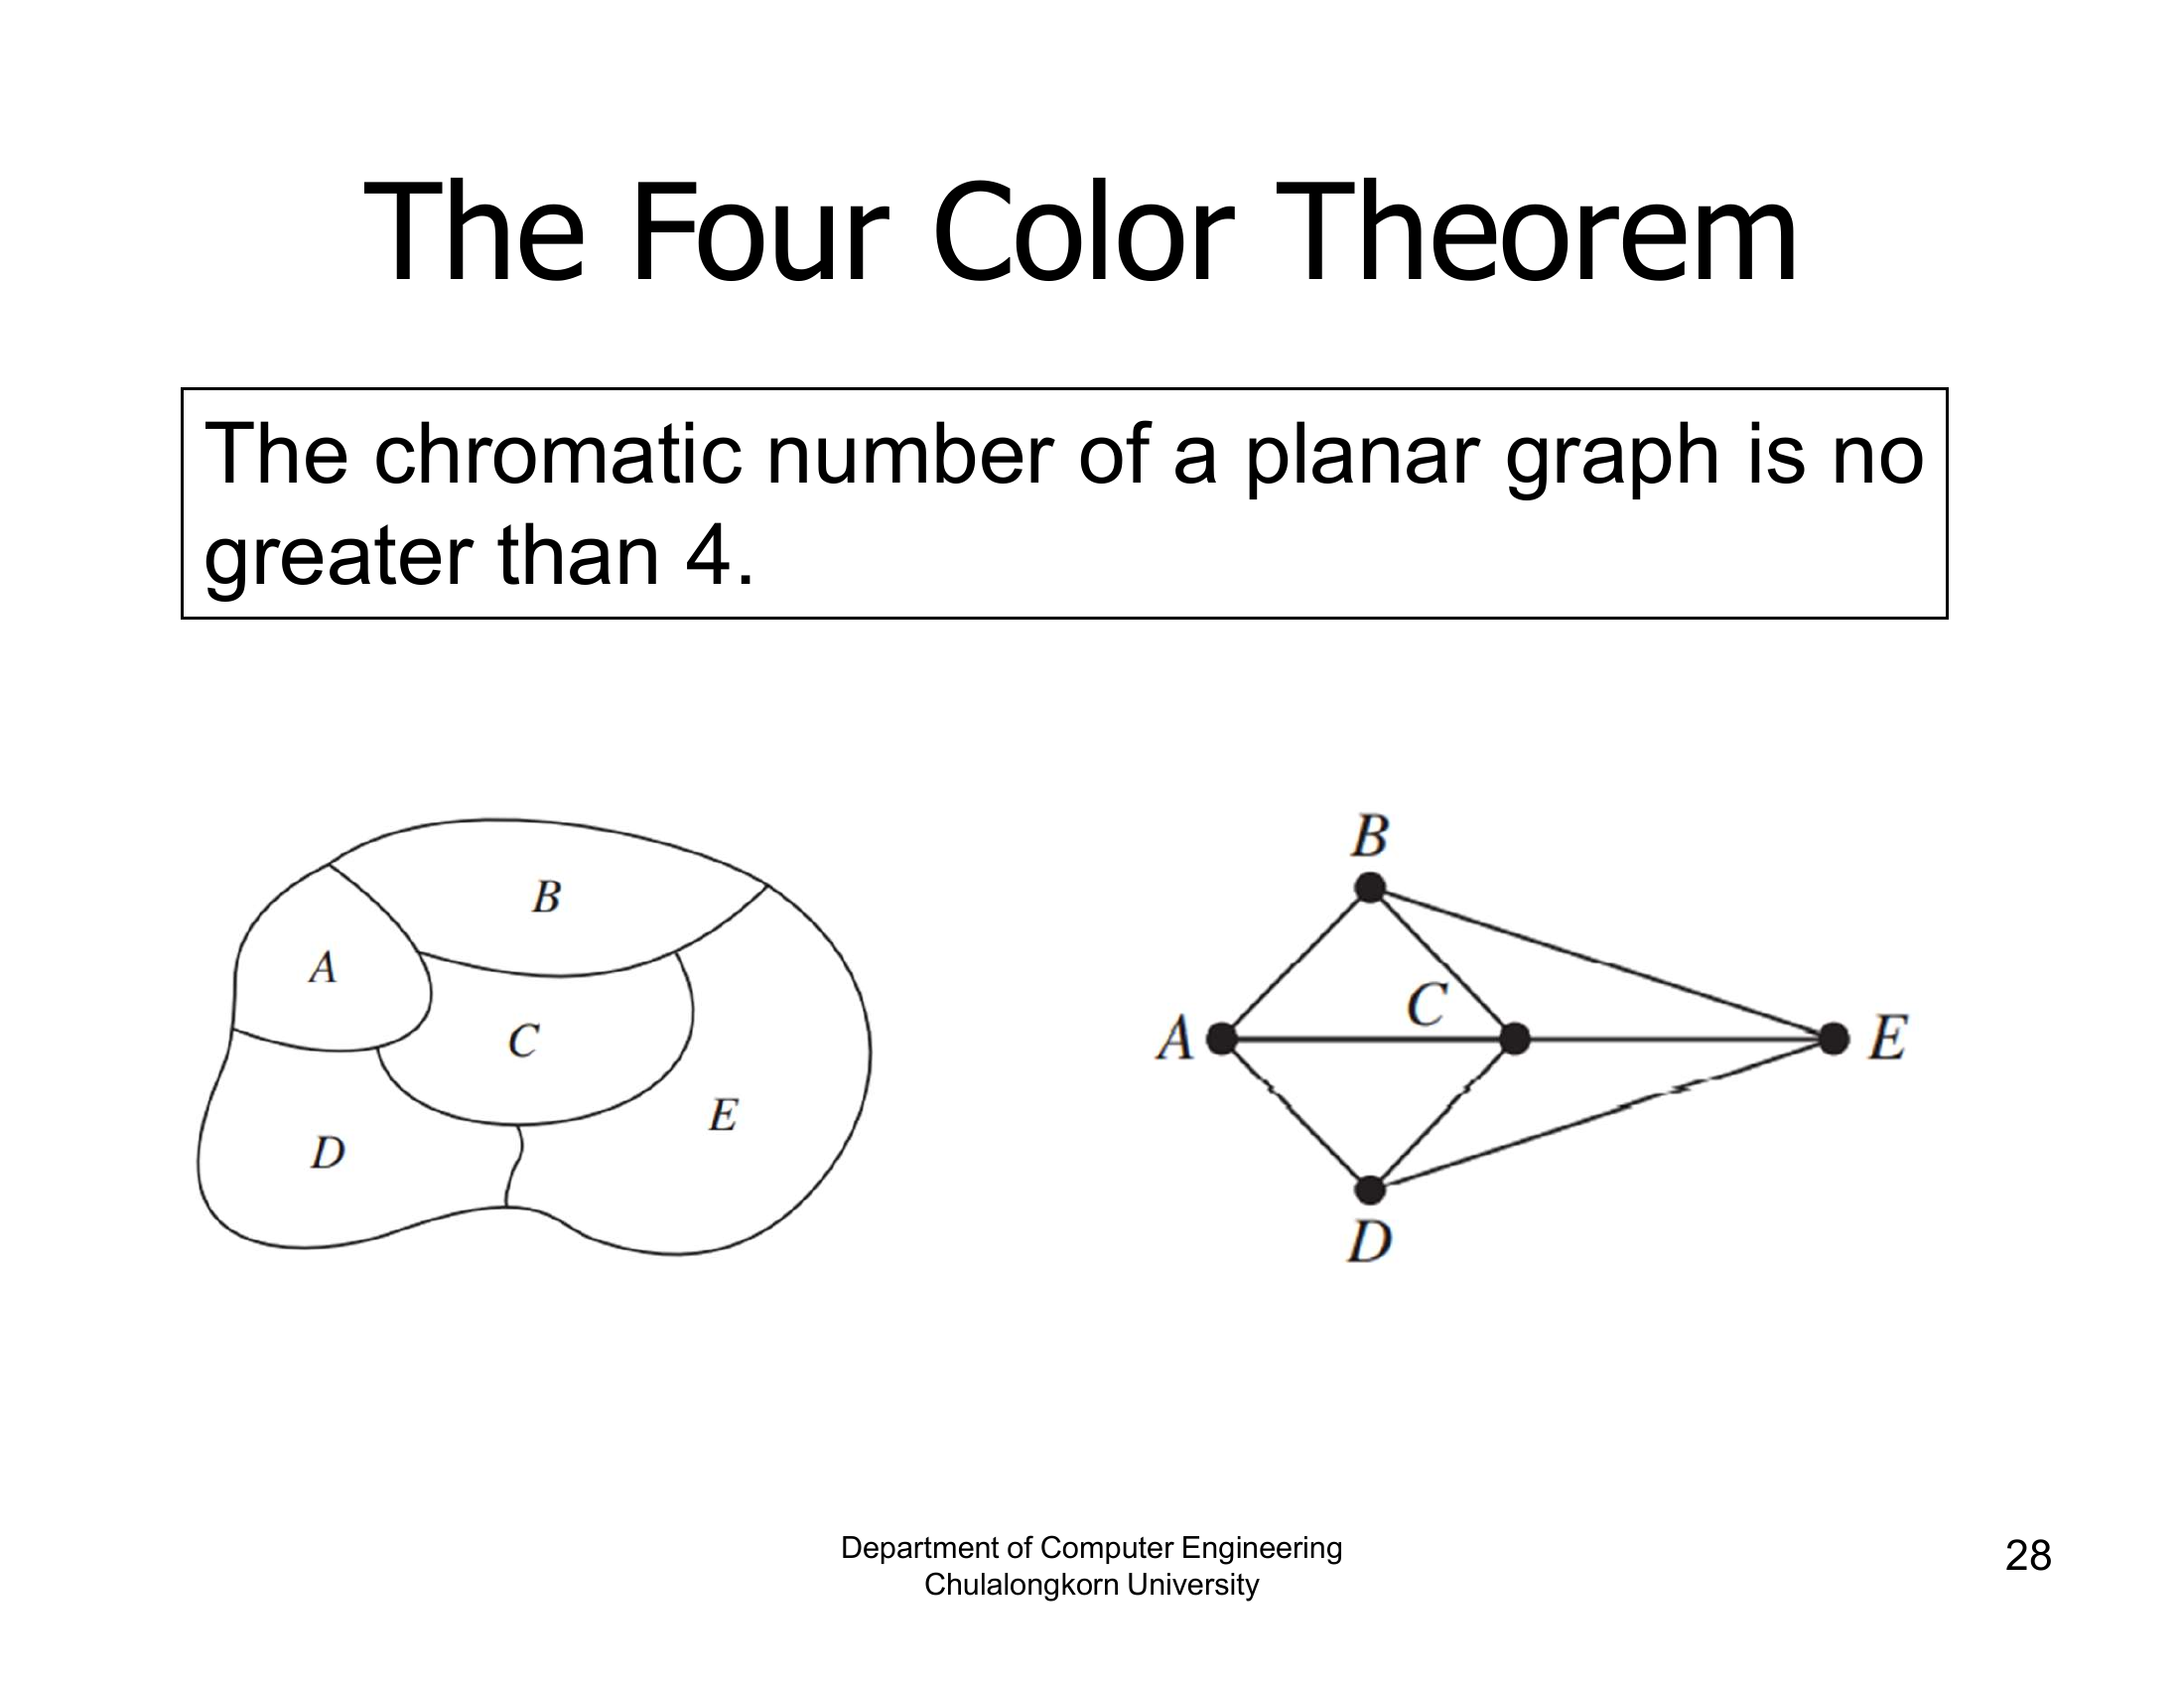 The Four Color Theorem
The chromatic number of a planar graph is no
greater than 4.
B
A
C
E
D
B
C
A
E
D
Department of Computer Engineering
Chulalongkorn University
28